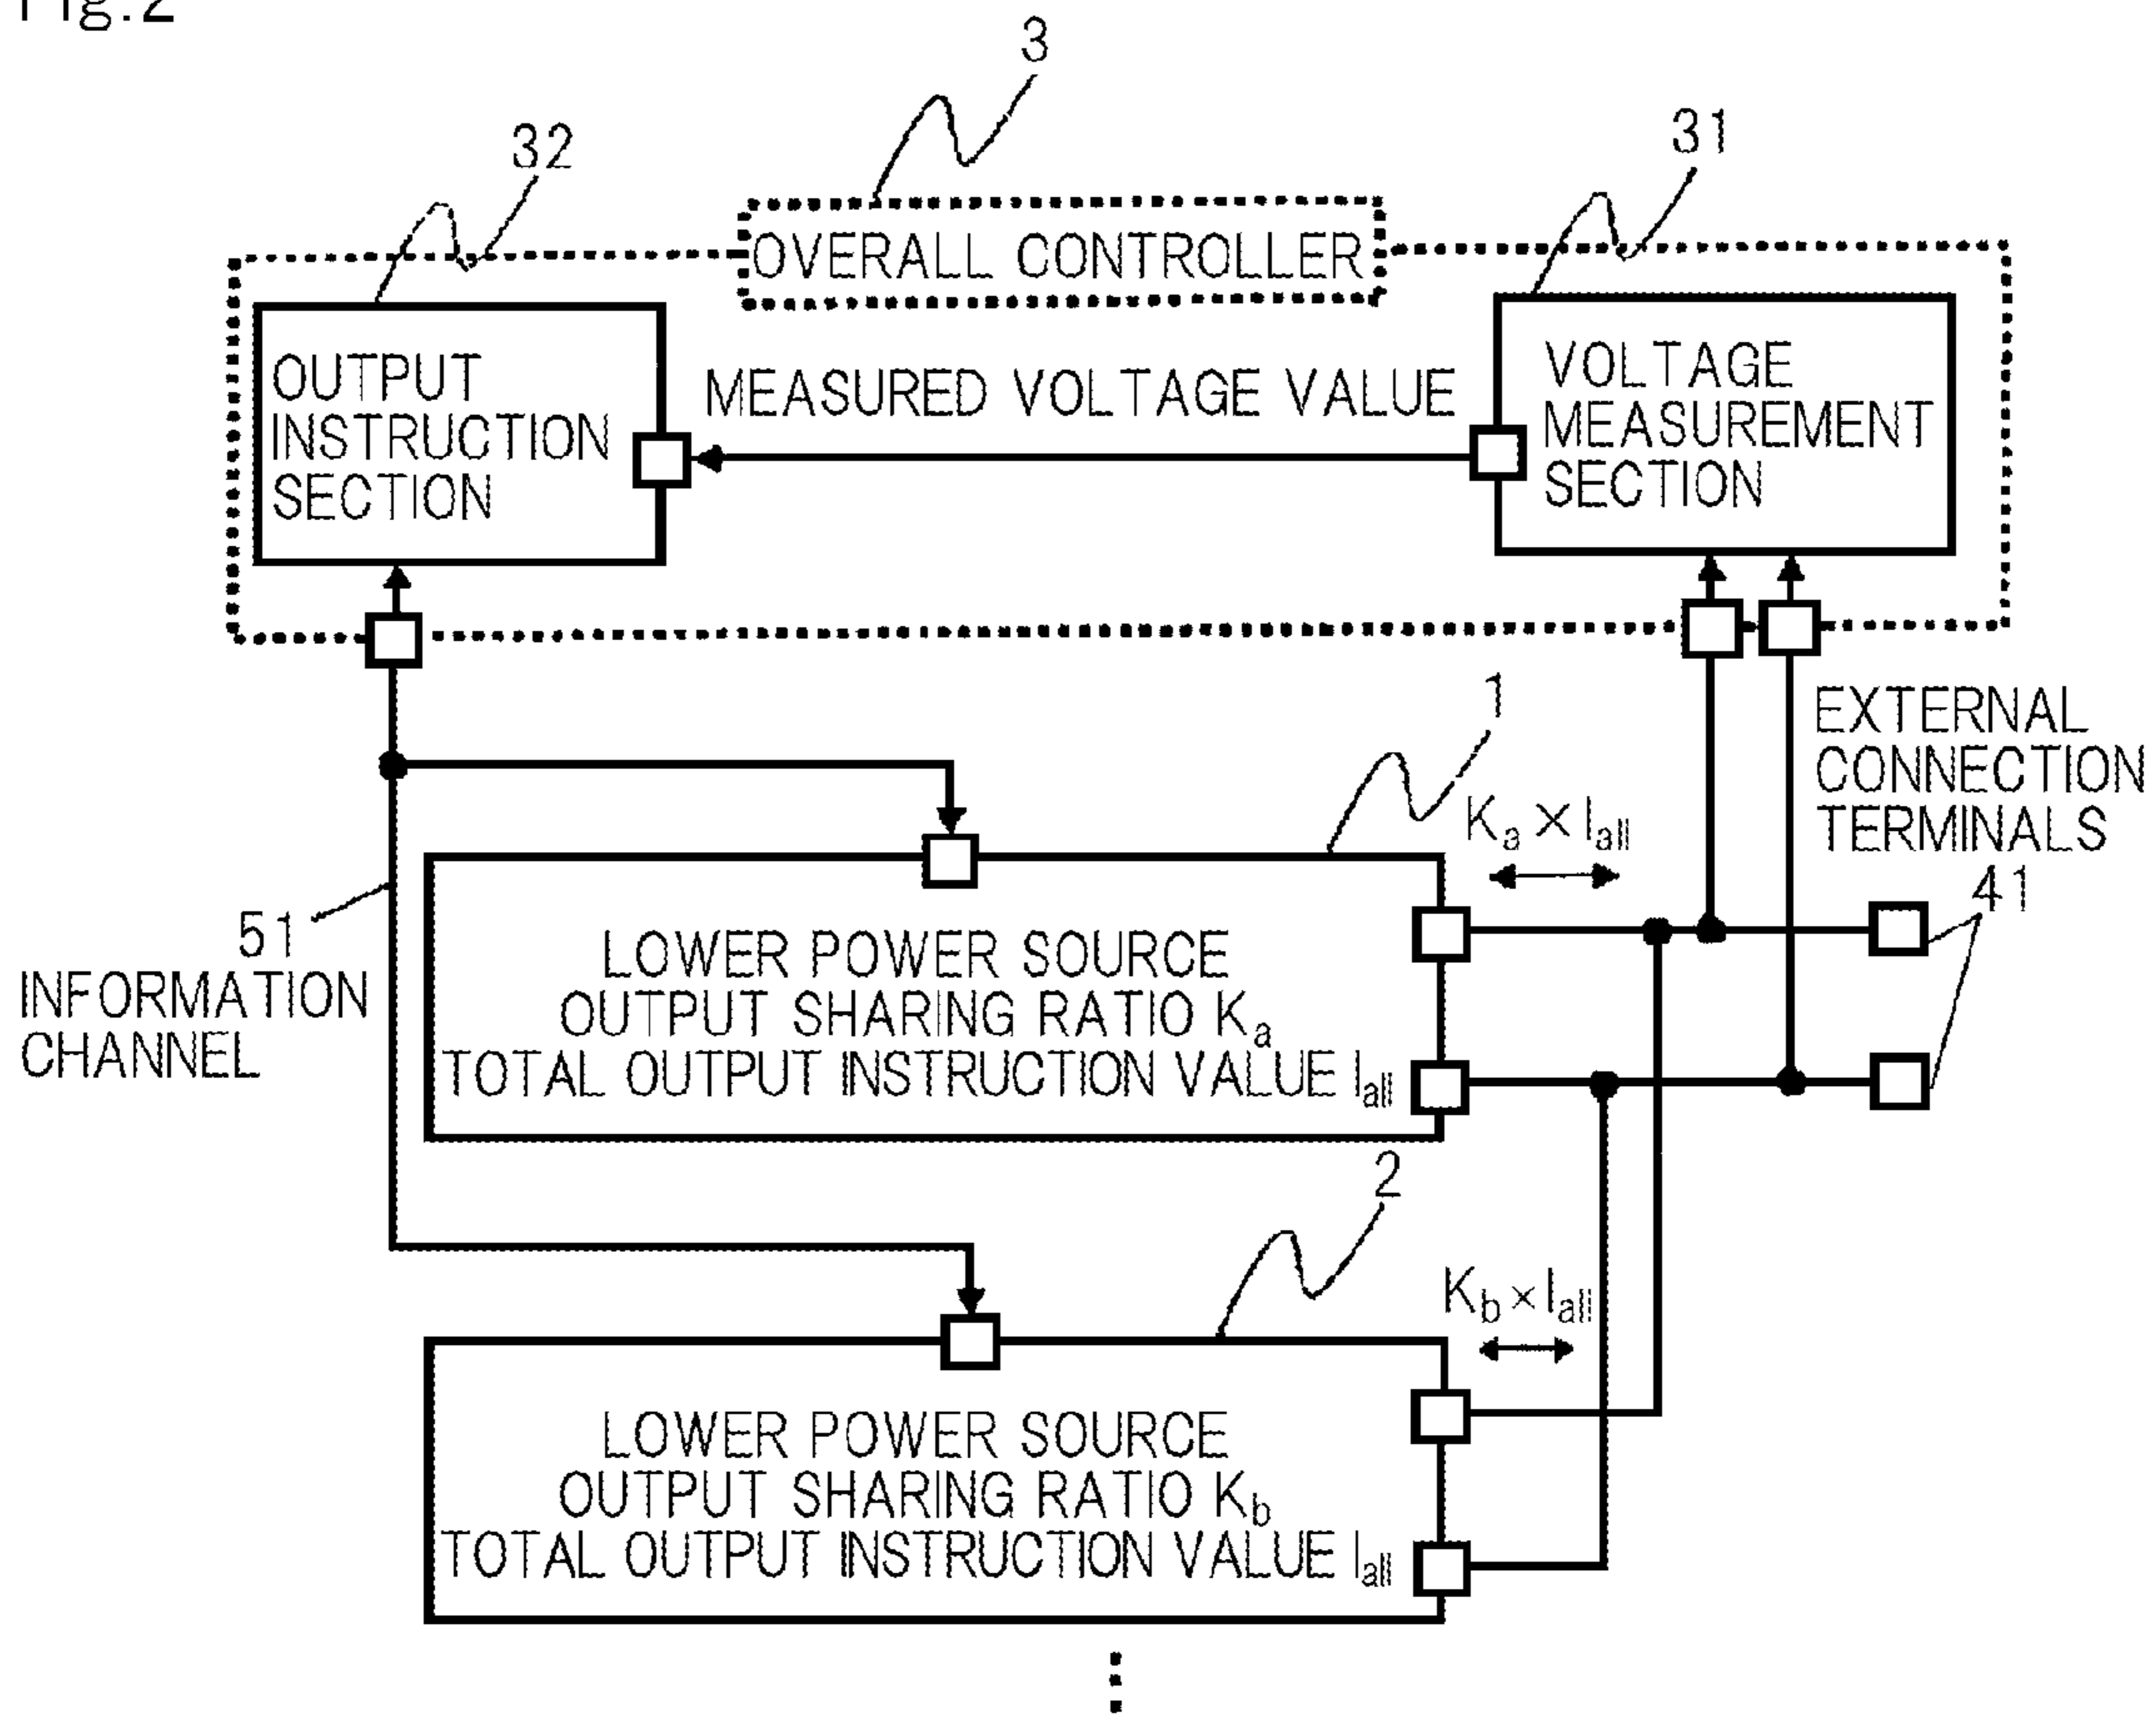 Fig.2
3
32
31
OVERALL CONTROLLER
OUTPUT
INSTRUCTION
SECTION
MEASURED VOLTAGE VALUE
VOLTAGE
MEASUREMENT
SECTION
1
EXTERNAL
CONNECTION
TERMINALS
41
Ka × Iall
51
INFORMATION
CHANNEL
LOWER POWER SOURCE
OUTPUT SHARING RATIO Ka
TOTAL OUTPUT INSTRUCTION VALUE Iall
2
Kb × Iall
LOWER POWER SOURCE
OUTPUT SHARING RATIO Kb
TOTAL OUTPUT INSTRUCTION VALUE Iall